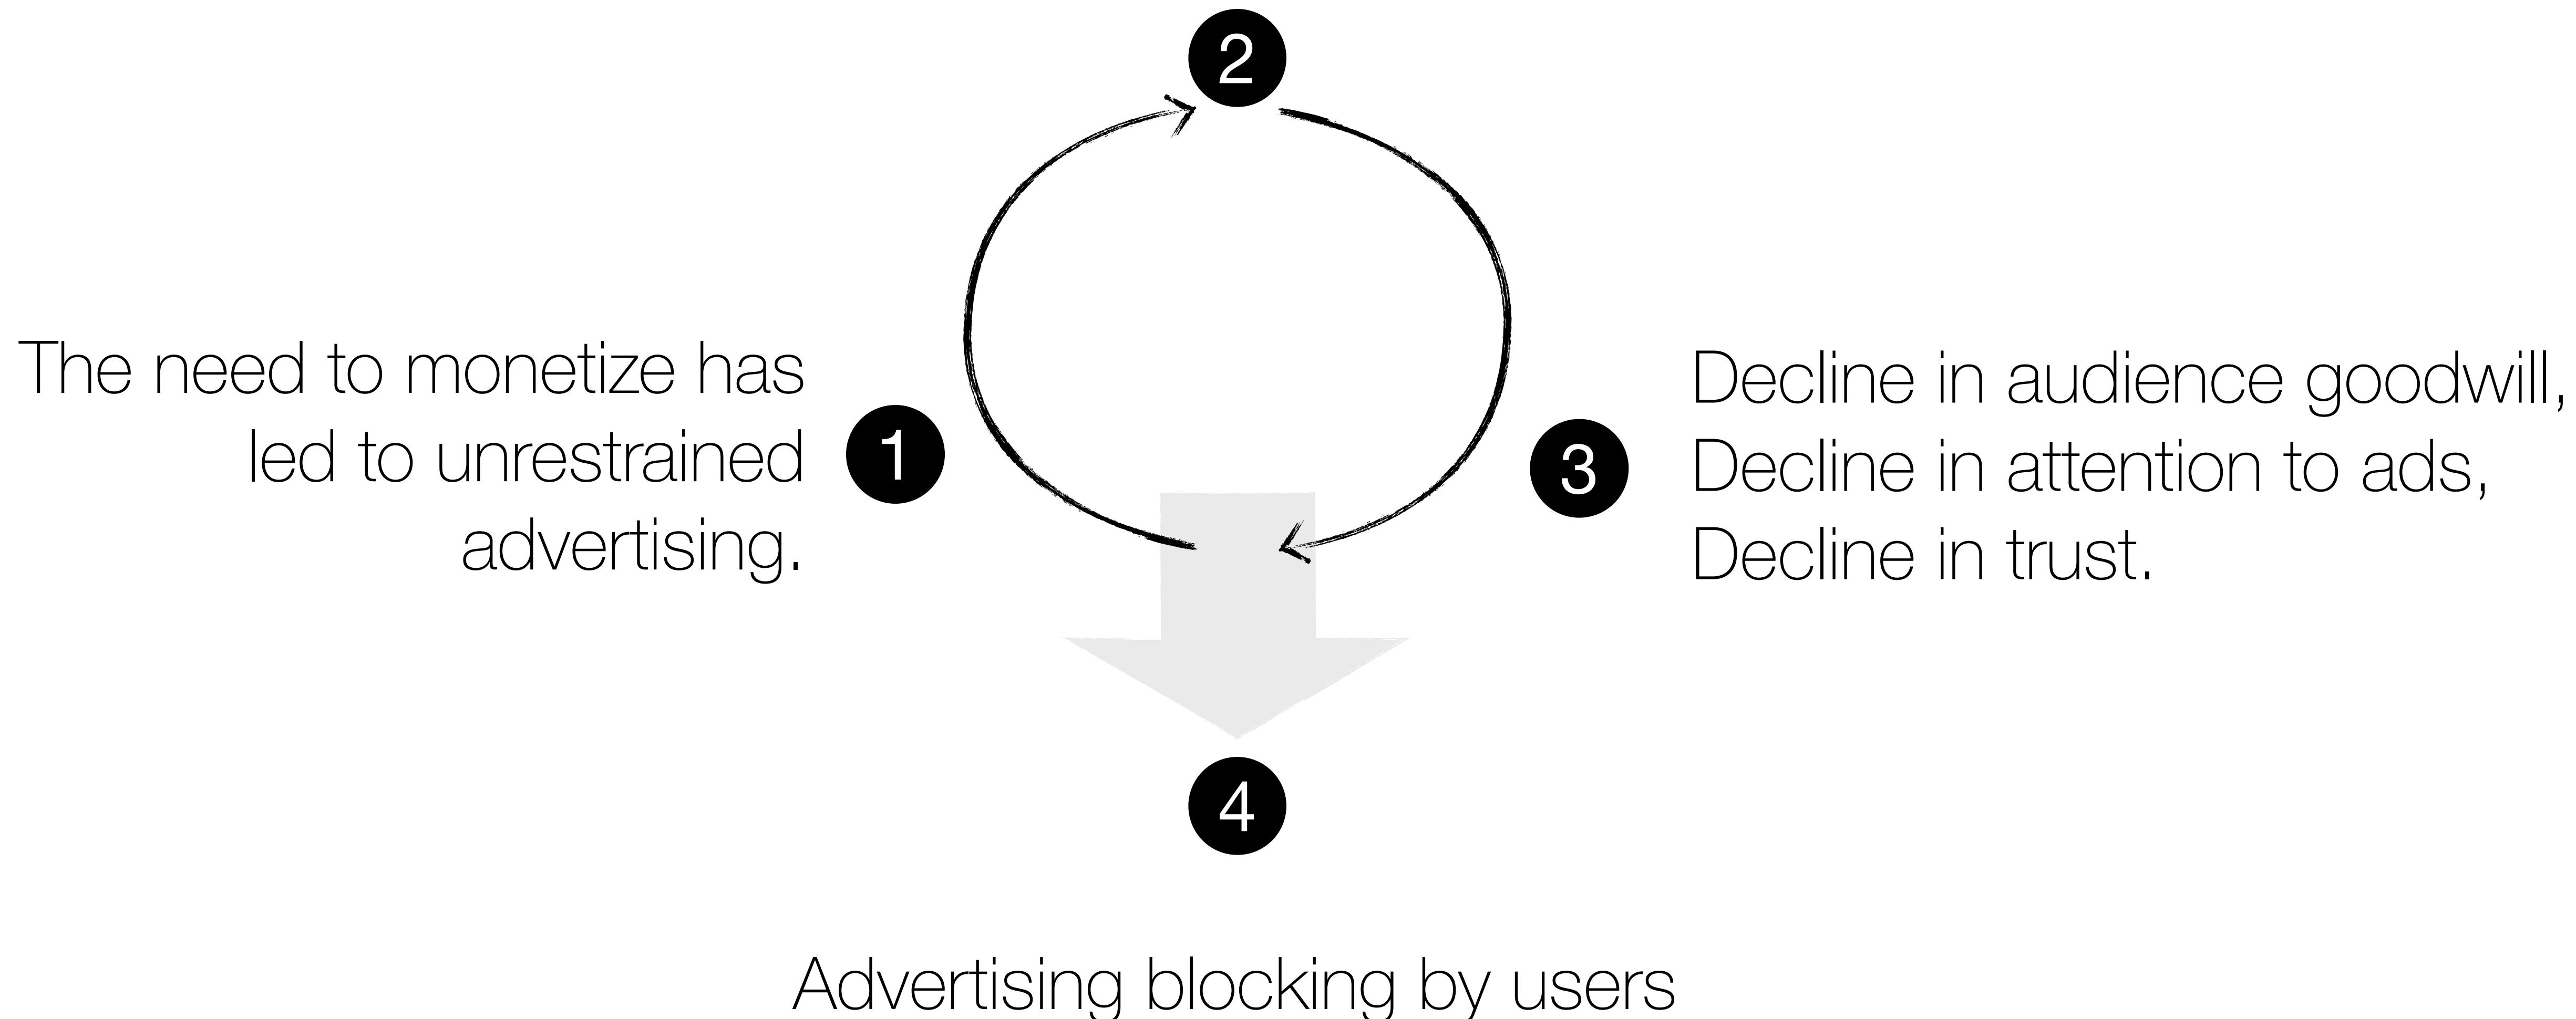 2
The need to monetize has
led to unrestrained
advertising.
1
3
Decline in audience goodwill,
Decline in attention to ads,
Decline in trust.
4
Advertising blocking by users